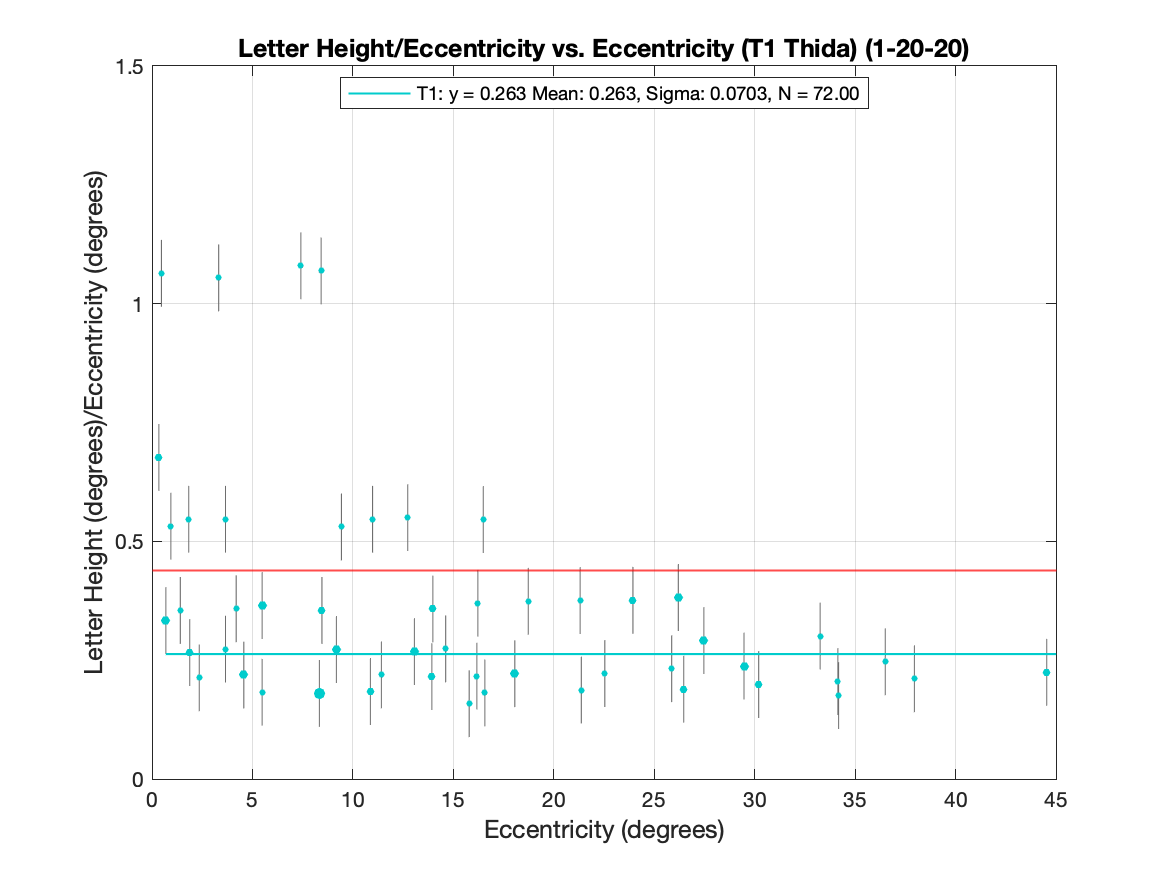 Letter Height/Eccentricity vs. Eccentricity (T1 Thida) (1-20-20)
T1: y = 0.263 Mean: 0.263, Sigma: 0.0703, N = 72.00
Letter Height (degrees)/Eccentricity (degrees)
1.5
1
0.5
0
0 5 10 15 20 25 30 35 40 45
Eccentricity (degrees)